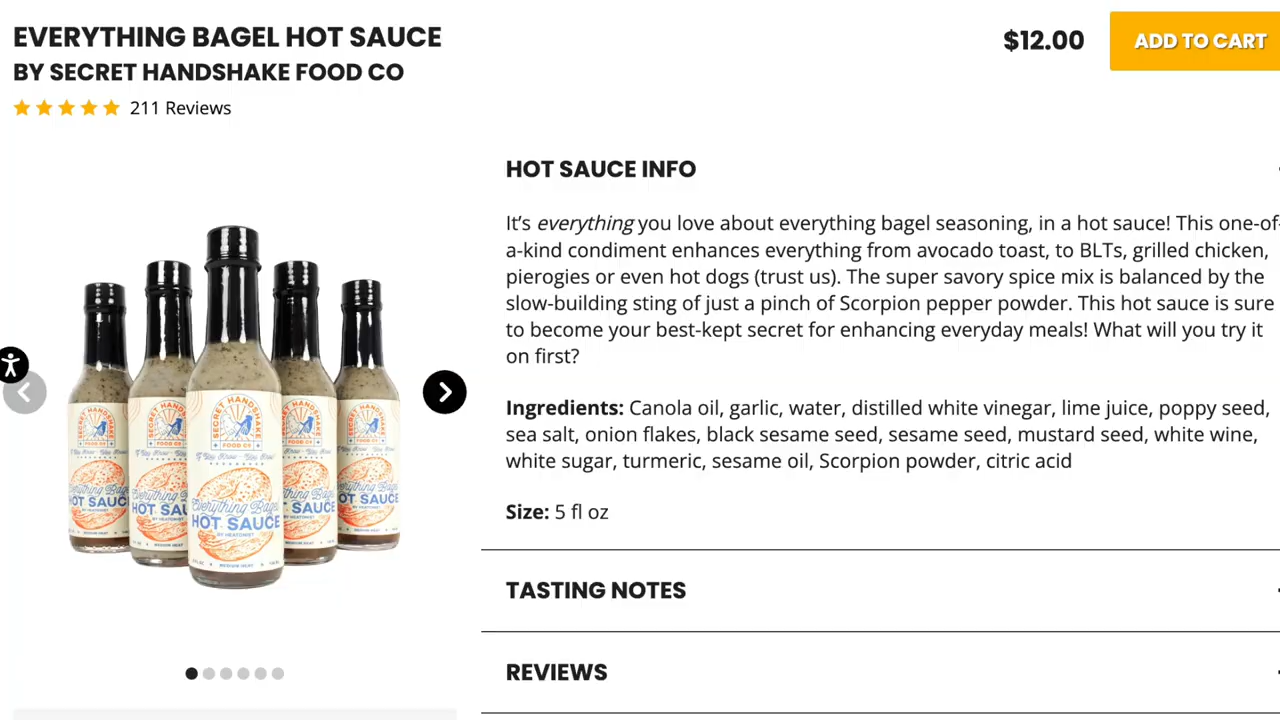 EVERYTHING BAGEL HOT SAUCE
BY SECRET HANDSHAKE FOOD CO
211 Reviews
$12.00
ADD TO CART
HOT SAUCE INFO
It’s everything you love about everything bagel seasoning, in a hot sauce! This one-of-
a-kind condiment enhances everything from avocado toast, to BLTs, grilled chicken,
pierogies or even hot dogs (trust us). The super savory spice mix is balanced by the
slow-building sting of just a pinch of Scorpion pepper powder. This hot sauce is sure
to become your best-kept secret for enhancing everyday meals! What will you try it
on first?
Ingredients: Canola oil, garlic, water, distilled white vinegar, lime juice, poppy seed,
sea salt, onion flakes, black sesame seed, sesame seed, mustard seed, white wine,
white sugar, turmeric, sesame oil, Scorpion powder, citric acid
Size: 5 fl oz
TASTING NOTES
REVIEWS
SECRET HANDSHAKE
FOOD CO
Everything Bagel
HOT SAUCE
BY HEATONIST